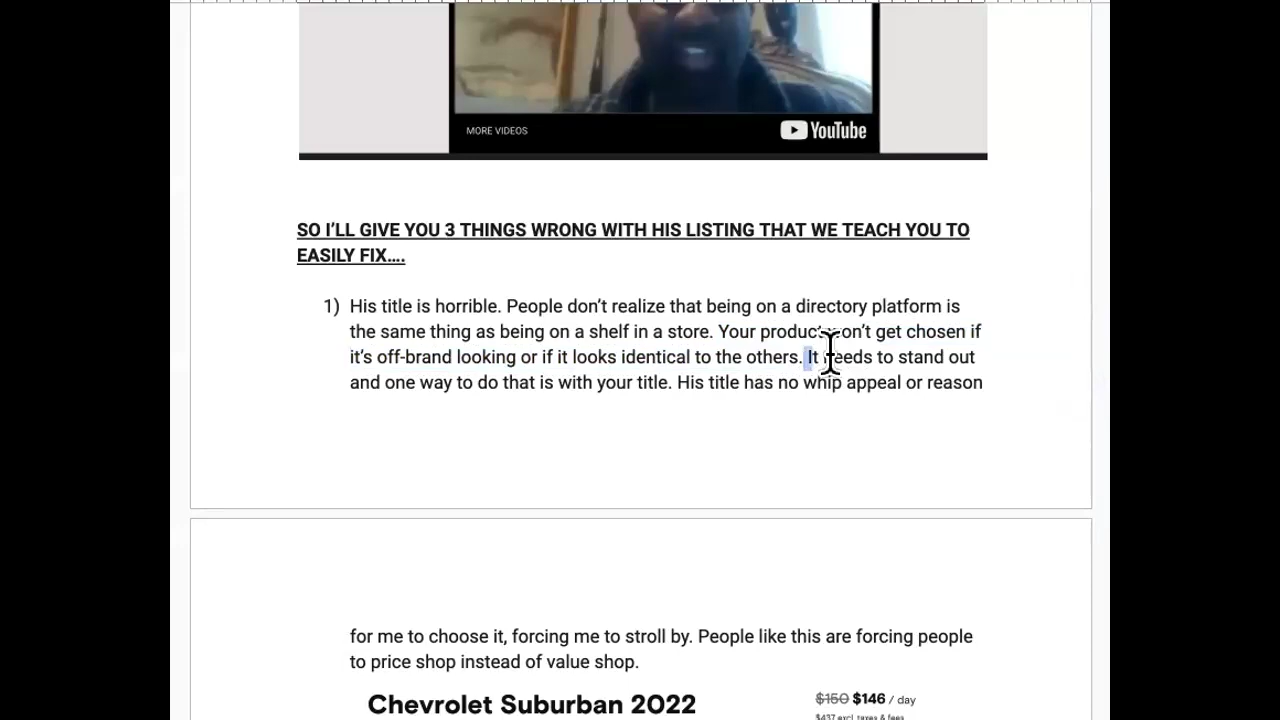 MORE VIDEOS
YouTube
SO I’LL GIVE YOU 3 THINGS WRONG WITH HIS LISTING THAT WE TEACH YOU TO
EASILY FIX....
1) His title is horrible. People don’t realize that being on a directory platform is
the same thing as being on a shelf in a store. Your product won’t get chosen if
it’s off-brand looking or if it looks identical to the others. It needs to stand out
and one way to do that is with your title. His title has no whip appeal or reason
for me to choose it, forcing me to stroll by. People like this are forcing people
to price shop instead of value shop.
Chevrolet Suburban 2022
$150 $146 / day
$437 excl. taxes & fees